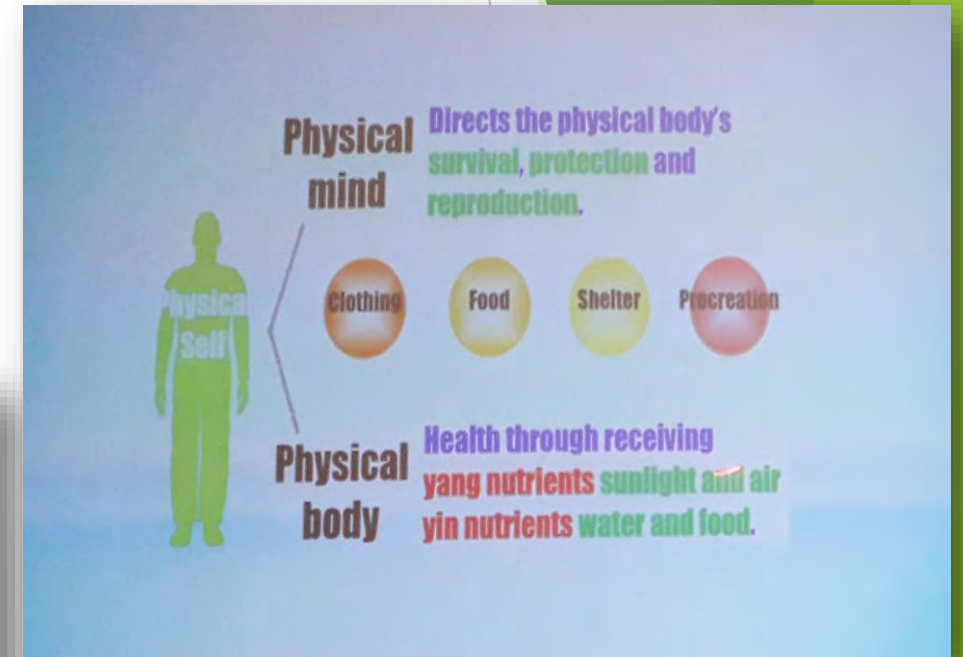 Physical
mind
Directs the physical body's
survival, protection and
reproduction.
Physical
Self
Clothing
Food
Shelter
Procreation
Physical
body
Health through receiving
yang nutrients sunlight and air
yin nutrients water and food.